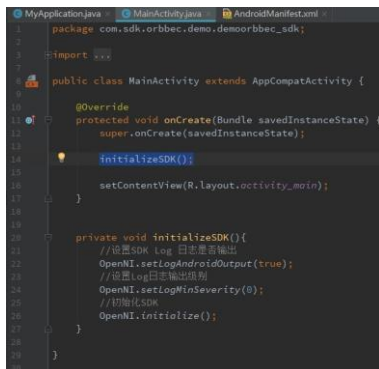 MyApplication.java × MainActivity.java × AndroidManifest.xml ×
1 package com.sdk.orbbec.demo.demoorbbec_sdk;
2
3 import ...
8 public class MainActivity extends AppCompatActivity {
9
10 @Override
11 protected void onCreate(Bundle savedInstanceState) {
12 super.onCreate(savedInstanceState);
13
14 initializeSDK();
15
16 setContentView(R.layout.activity_main);
17 }
18
19
20 private void initializeSDK(){
21 //设置SDK Log 日志是否输出
22 OpenNI.setLogAndroidOutput(true);
23 //设置Log日志输出级别
24 OpenNI.setLogMinSeverity(0);
25 //初始化SDK
26 OpenNI.initialize();
27 }
28
29 }